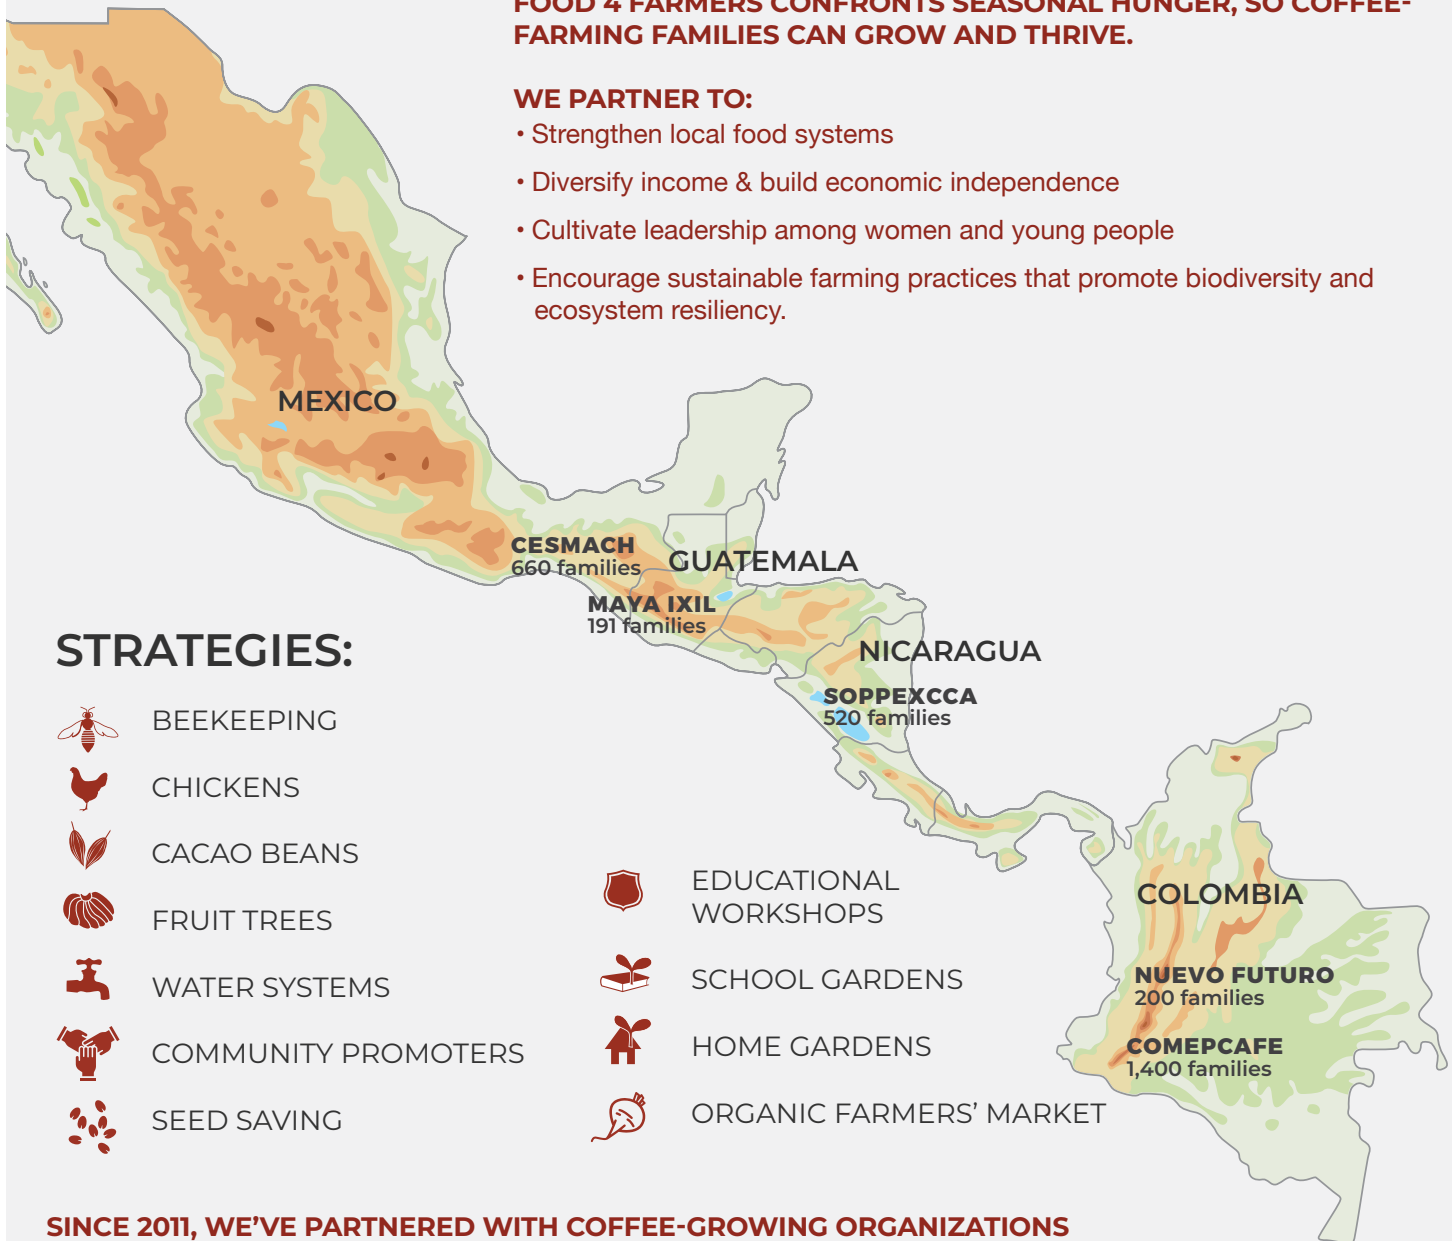 FOOD 4 FARMERS CONFRONTS SEASONAL HUNGER, SO COFFEE-
FARMING FAMILIES CAN GROW AND THRIVE.
WE PARTNER TO:
• Strengthen local food systems
• Diversify income & build economic independence
• Cultivate leadership among women and young people
• Encourage sustainable farming practices that promote biodiversity and
ecosystem resiliency.
MEXICO
CESMACH
660 families
GUATEMALA
MAYA IXIL
191 families
NICARAGUA
SOPPEXCCA
520 families
COLOMBIA
NUEVO FUTURO
200 families
COMEPCAFE
1,400 families
STRATEGIES:
BEEKEEPING
CHICKENS
CACAO BEANS
FRUIT TREES
WATER SYSTEMS
COMMUNITY PROMOTERS
SEED SAVING
EDUCATIONAL
WORKSHOPS
SCHOOL GARDENS
HOME GARDENS
ORGANIC FARMERS’ MARKET
SINCE 2011, WE’VE PARTNERED WITH COFFEE-GROWING ORGANIZATIONS